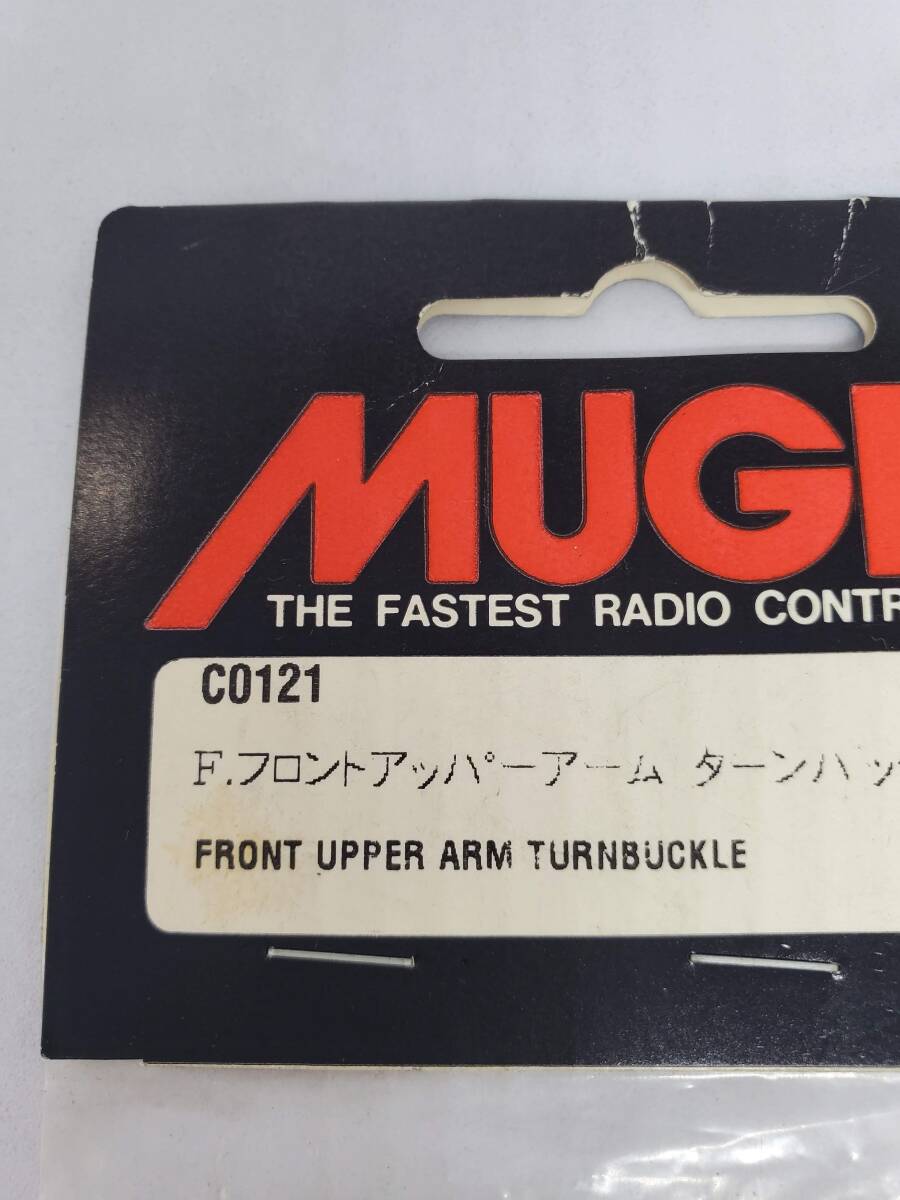 MUG
THE FASTEST RADIO CONTR
C0121
F.フロントアッパーアーム ターンバッ
FRONT UPPER ARM TURNBUCKLE